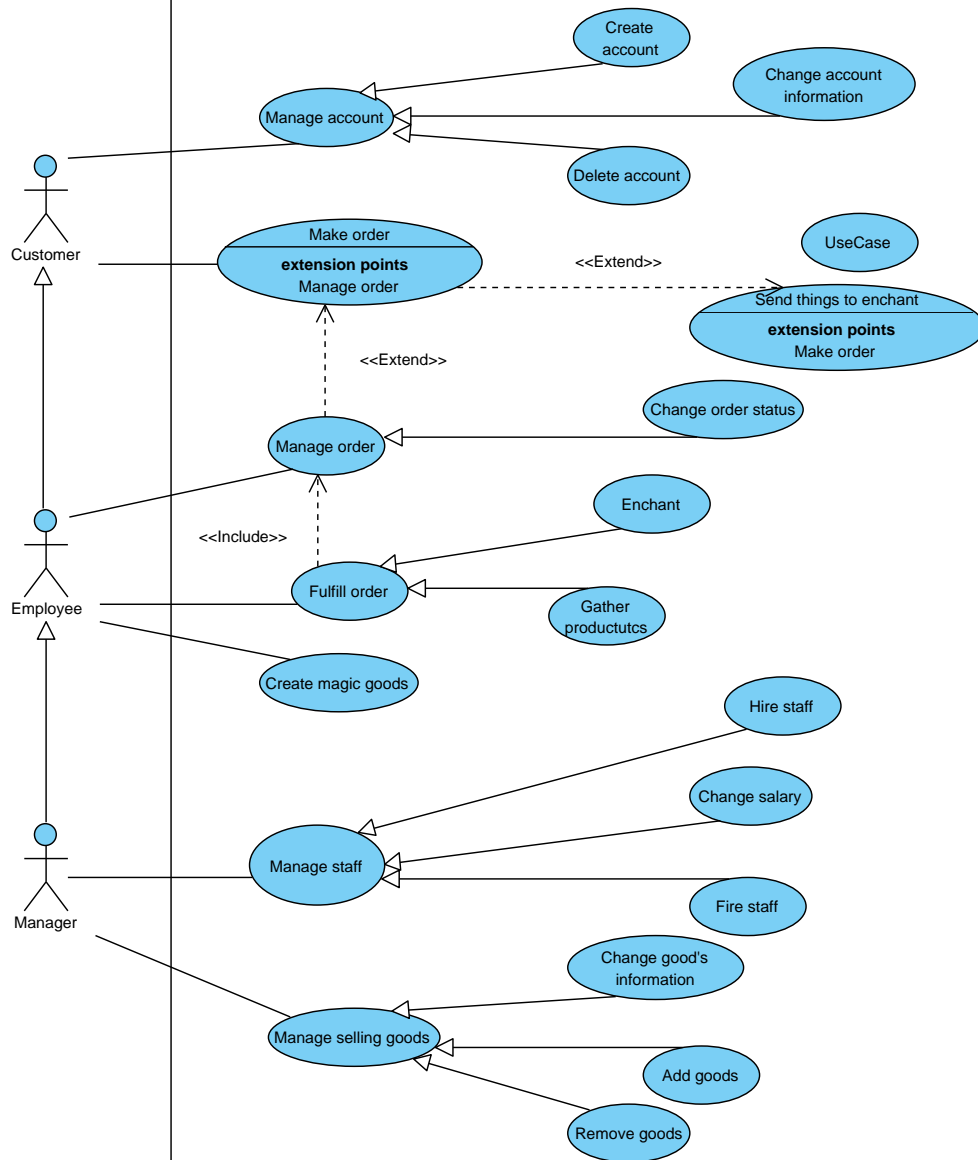 Create
account
Change account
information
Manage account
Delete account
Customer
Make order
extension points
Manage order
<<Extend>>
UseCase
Send things to enchant
extension points
Make order
<<Extend>>
Change order status
Manage order
Enchant
<<Include>>
Employee
Fulfill order
Gather
productutcs
Create magic goods
Hire staff
Change salary
Manage staff
Fire staff
Manager
Change good's
information
Manage selling goods
Add goods
Remove goods